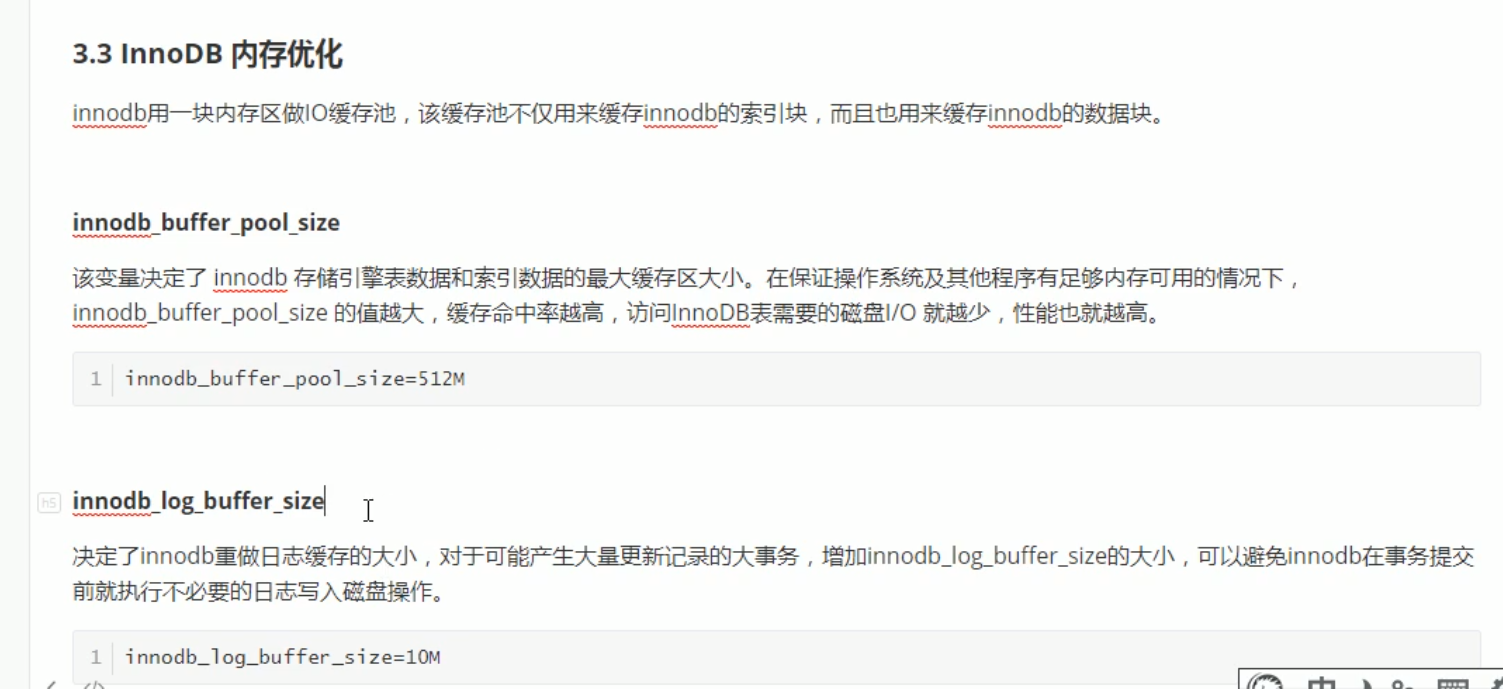 3.3 InnoDB 内存优化
innodb用一块内存区做IO缓存池，该缓存池不仅用来缓存innodb的索引块，而且也用来缓存innodb的数据块。
innodb_buffer_pool_size
该变量决定了 innodb 存储引擎表数据和索引数据的最大缓存区大小。在保证操作系统及其他程序有足够内存可用的情况下，
innodb_buffer_pool_size 的值越大，缓存命中率越高，访问InnoDB表需要的磁盘I/O 就越少，性能也就越高。
1 innodb_buffer_pool_size=512M
h5 innodb_log_buffer_size
决定了innodb重做日志缓存的大小，对于可能产生大量更新记录的大事务，增加innodb_log_buffer_size的大小，可以避免innodb在事务提交
前就执行不必要的日志写入磁盘操作。
1 innodb_log_buffer_size=10M
中